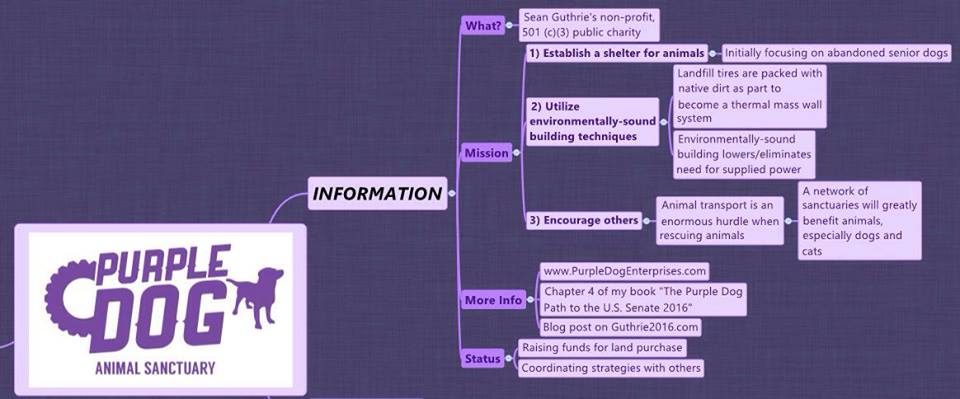 What?
Sean Guthrie's non-profit,
501 (c)(3) public charity
1) Establish a shelter for animals
Initially focusing on abandoned senior dogs
2) Utilize
environmentally-sound
building techniques
Landfill tires are packed with
native dirt as part to
become a thermal mass wall
system
Environmentally-sound
building lowers/eliminates
need for supplied power
Mission
INFORMATION
3) Encourage others
Animal transport is an
enormous hurdle when
rescuing animals
A network of
sanctuaries will greatly
benefit animals,
especially dogs and
cats
More Info
www.PurpleDogEnterprises.com
Chapter 4 of my book "The Purple Dog
Path to the U.S. Senate 2016"
Blog post on Guthrie2016.com
Status
Raising funds for land purchase
Coordinating strategies with others
PURPLE
DOG
ANIMAL SANCTUARY